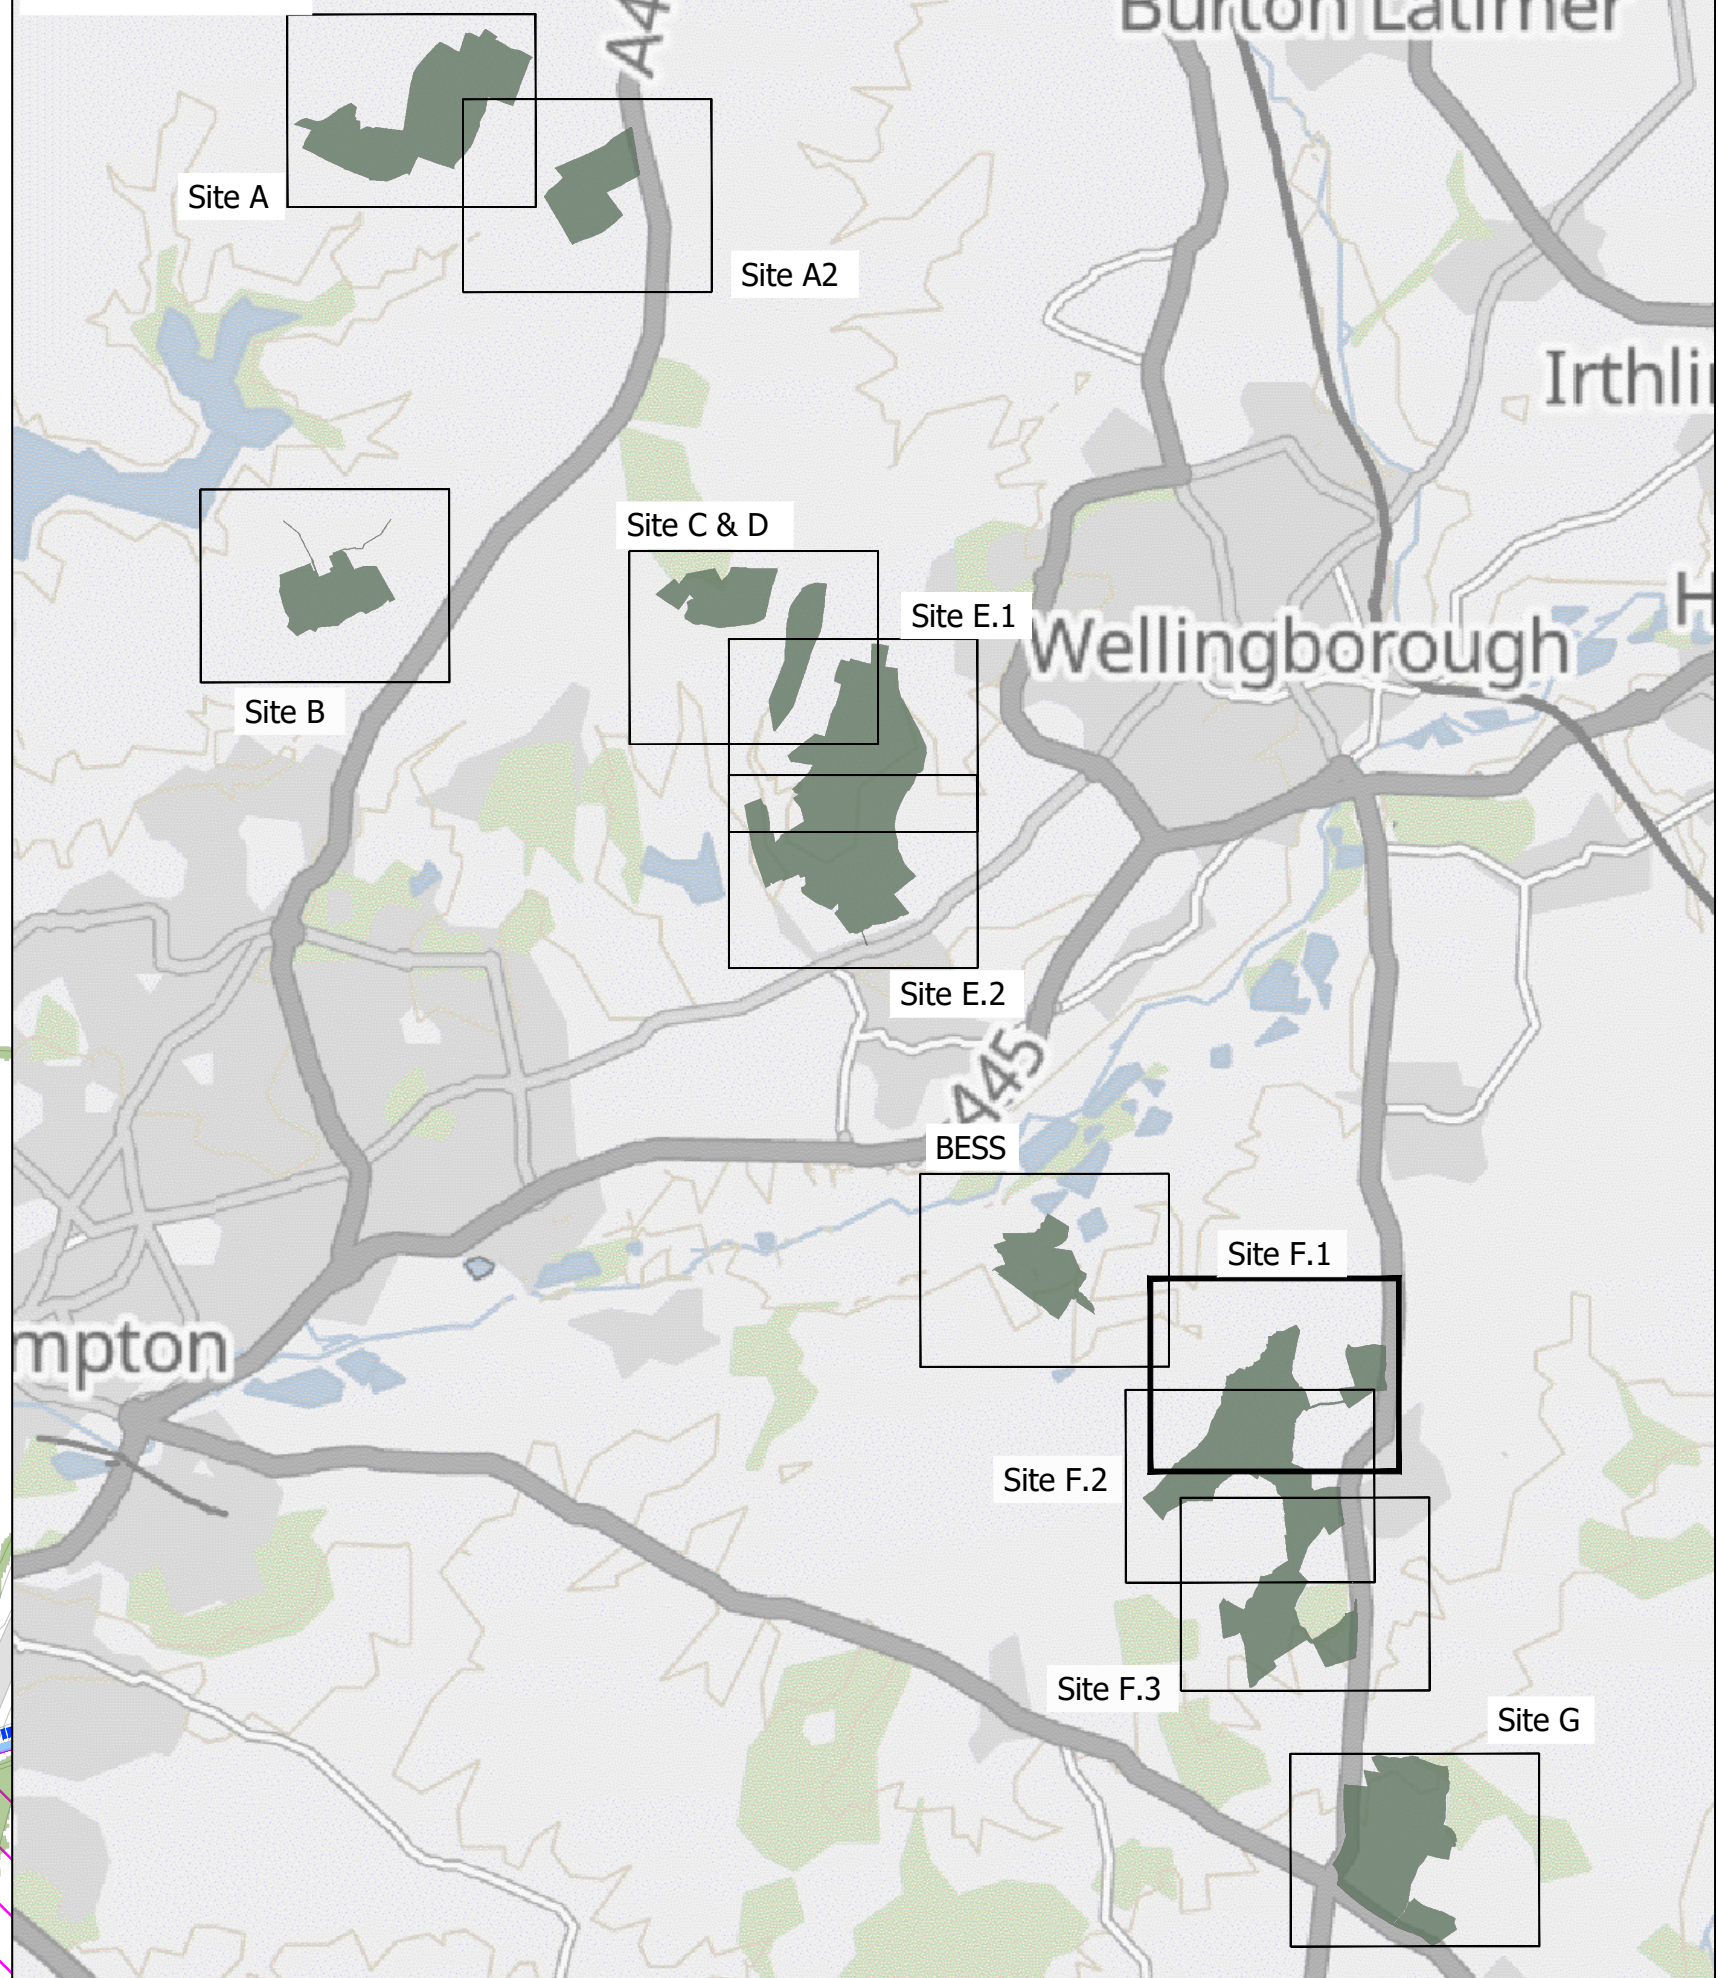 Burton Latimer
A4
Site A
Site A2
Irthli
Site C & D
H
Site E.1
Wellingborough
Site B
Site E.2
A45
BESS
Site F.1
mpton
Site F.2
Site F.3
Site G